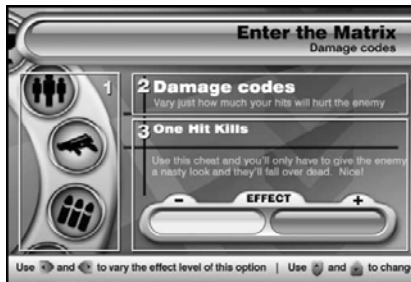 Enter the Matrix
Damage codes
1
2 Damage codes
Vary just how much your hits will hurt the enemy
3 One Hit Kills
Use this cheat and you'll only have to give the enemy
a nasty look and they'll fall over dead. Nice!
- EFFECT +
Use and to vary the effect level of this option | Use and to chang